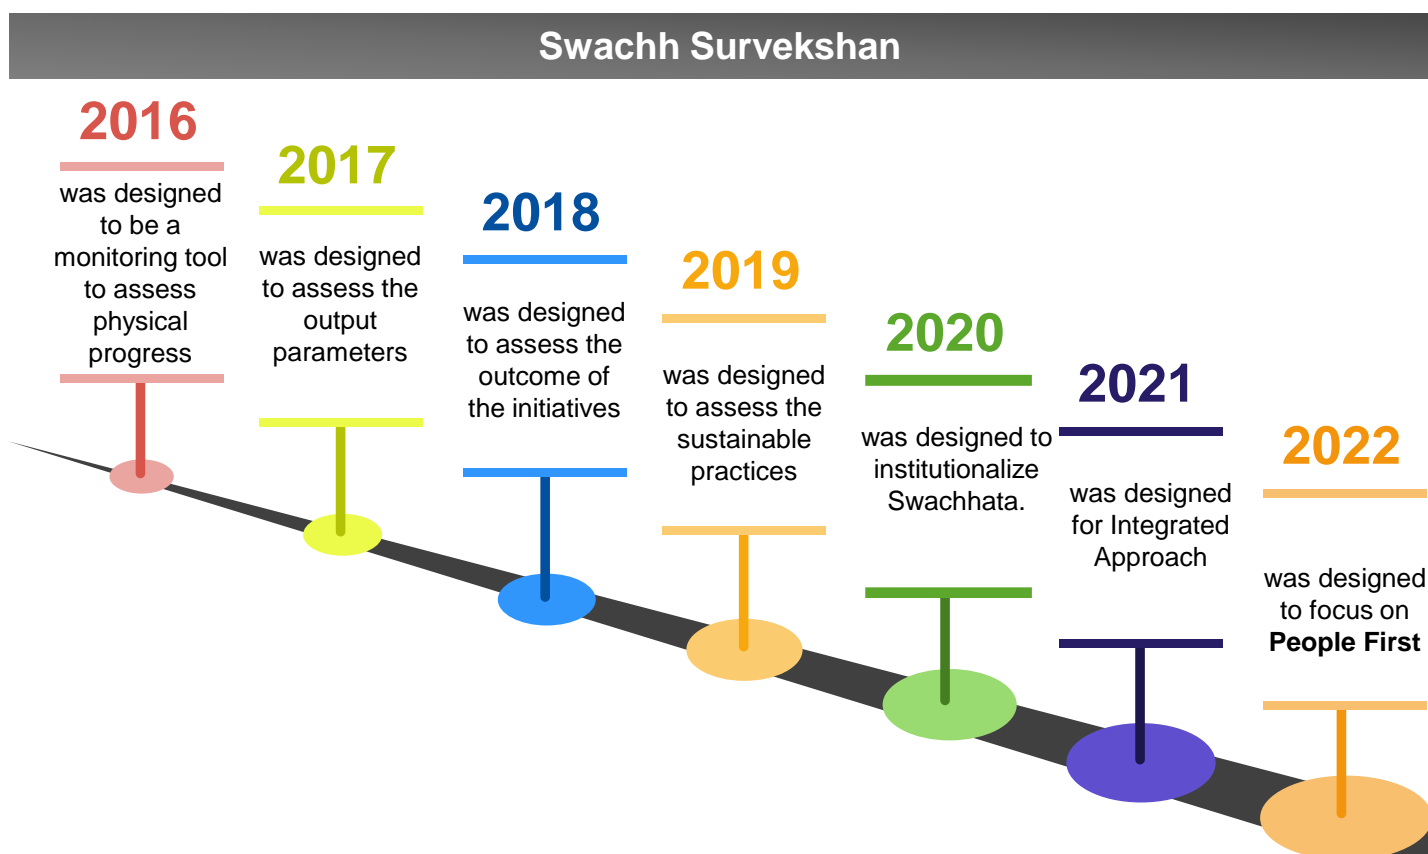 Swachh Survekshan
2016
was designed
to be a
monitoring tool
to assess
physical
progress
2017
was designed
to assess the
output
parameters
2018
was designed
to assess the
outcome of
the initiatives
2019
was designed
to assess the
sustainable
practices
2020
was designed to
institutionalize
Swachhata.
2021
was designed
for Integrated
Approach
2022
was designed
to focus on
People First